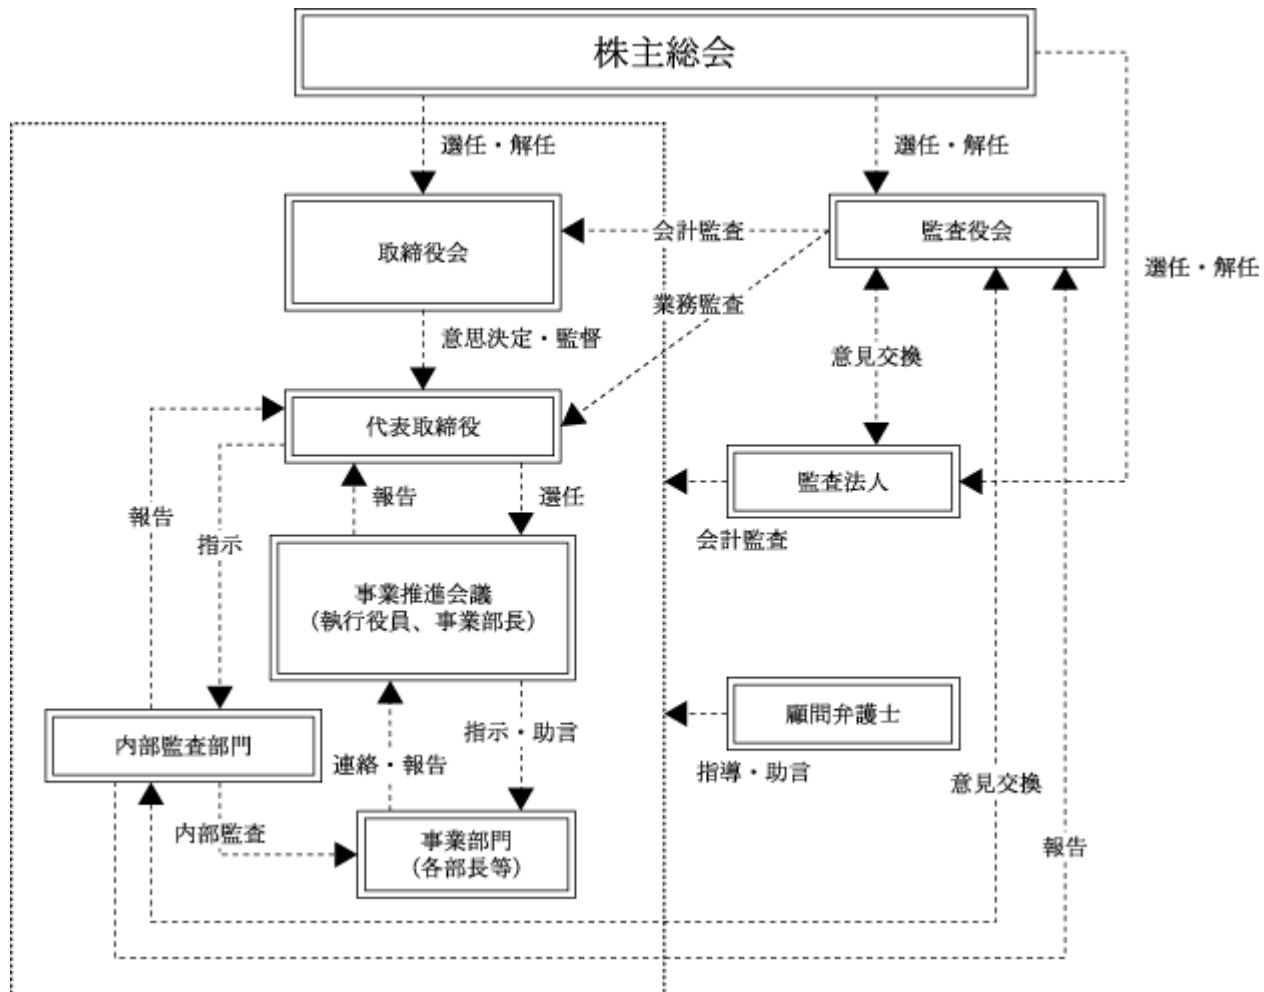 株主総会
選任・解任
選任・解任
取締役会
会計監査
監査役会
選任・解任
業務監査
意思決定・監督
意見交換
代表取締役
監査法人
報告
選任
報告
指示
会計監査
事業推進会議
(執行役員、事業部長)
顧問弁護士
指示・助言
内部監査部門
連絡・報告
指導・助言
意見交換
内部監査
事業部門
(各部長等)
報告